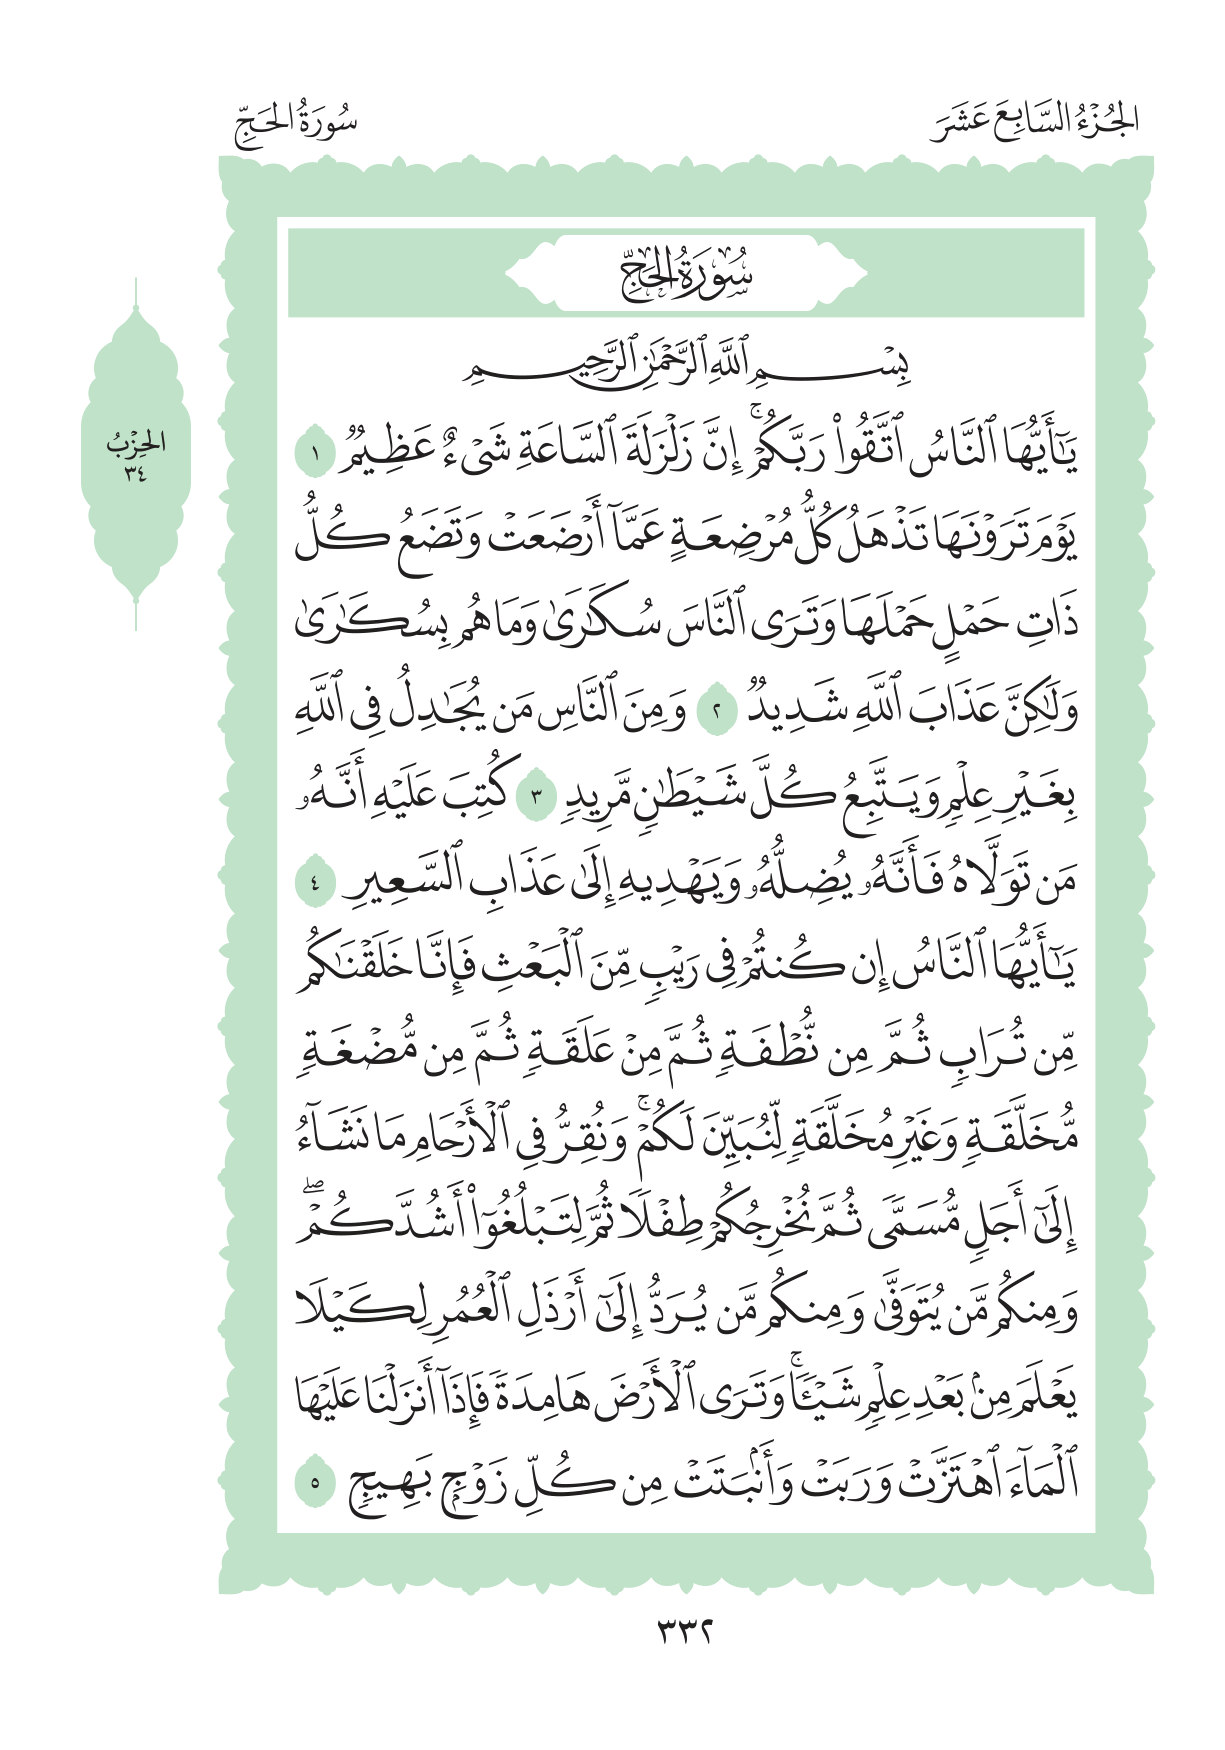 الجُزْءُ السَّابِعَ عَشَرَ
سُورَةُ الحَجِّ
سُورَةُ الحَجِّ
بِسْمِ ٱللَّهِ ٱلرَّحْمَٰنِ ٱلرَّحِيمِ
يَٰٓأَيُّهَا ٱلنَّاسُ ٱتَّقُوا۟ رَبَّكُمْ ۚ إِنَّ زَلْزَلَةَ ٱلسَّاعَةِ شَىْءٌ عَظِيمٌ ١
يَوْمَ تَرَوْنَهَا تَذْهَلُ كُلُّ مُرْضِعَةٍ عَمَّآ أَرْضَعَتْ وَتَضَعُ كُلُّ
ذَاتِ حَمْلٍ حَمْلَهَا وَتَرَى ٱلنَّاسَ سُكَٰرَىٰ وَمَا هُم بِسُكَٰرَىٰ
وَلَٰكِنَّ عَذَابَ ٱللَّهِ شَدِيدٌ ٢ وَمِنَ ٱلنَّاسِ مَن يُجَٰدِلُ فِى ٱللَّهِ
بِغَيْرِ عِلْمٍ وَيَتَّبِعُ كُلَّ شَيْطَٰنٍ مَّرِيدٍ ٣ كُتِبَ عَلَيْهِ أَنَّهُۥ
مَن تَوَلَّاهُ فَأَنَّهُۥ يُضِلُّهُۥ وَيَهْدِيهِ إِلَىٰ عَذَابِ ٱلسَّعِيرِ ٤
يَٰٓأَيُّهَا ٱلنَّاسُ إِن كُنتُمْ فِى رَيْبٍ مِّنَ ٱلْبَعْثِ فَإِنَّا خَلَقْنَٰكُم
مِّن تُرَابٍ ثُمَّ مِن نُّطْفَةٍ ثُمَّ مِنْ عَلَقَةٍ ثُمَّ مِن مُّضْغَةٍ
مُّخَلَّقَةٍ وَغَيْرِ مُخَلَّقَةٍ لِّنُبَيِّنَ لَكُمْ ۚ وَنُقِرُّ فِى ٱلْأَرْحَامِ مَا نَشَآءُ
إِلَىٰٓ أَجَلٍ مُّسَمًّى ثُمَّ نُخْرِجُكُمْ طِفْلًا ثُمَّ لِتَبْلُغُوٓا۟ أَشُدَّكُمْ ۖ
وَمِنكُم مَّن يُتَوَفَّىٰ وَمِنكُم مَّن يُرَدُّ إِلَىٰٓ أَرْذَلِ ٱلْعُمُرِ لِكَيْلَا
يَعْلَمَ مِنۢ بَعْدِ عِلْمٍ شَيْـًٔا ۚ وَتَرَى ٱلْأَرْضَ هَامِدَةً فَإِذَآ أَنزَلْنَا عَلَيْهَا
ٱلْمَآءَ ٱهْتَزَّتْ وَرَبَتْ وَأَنۢبَتَتْ مِن كُلِّ زَوْجٍۭ بَهِيجٍ ٥
الحِزْبُ
٣٤
٣٣٢